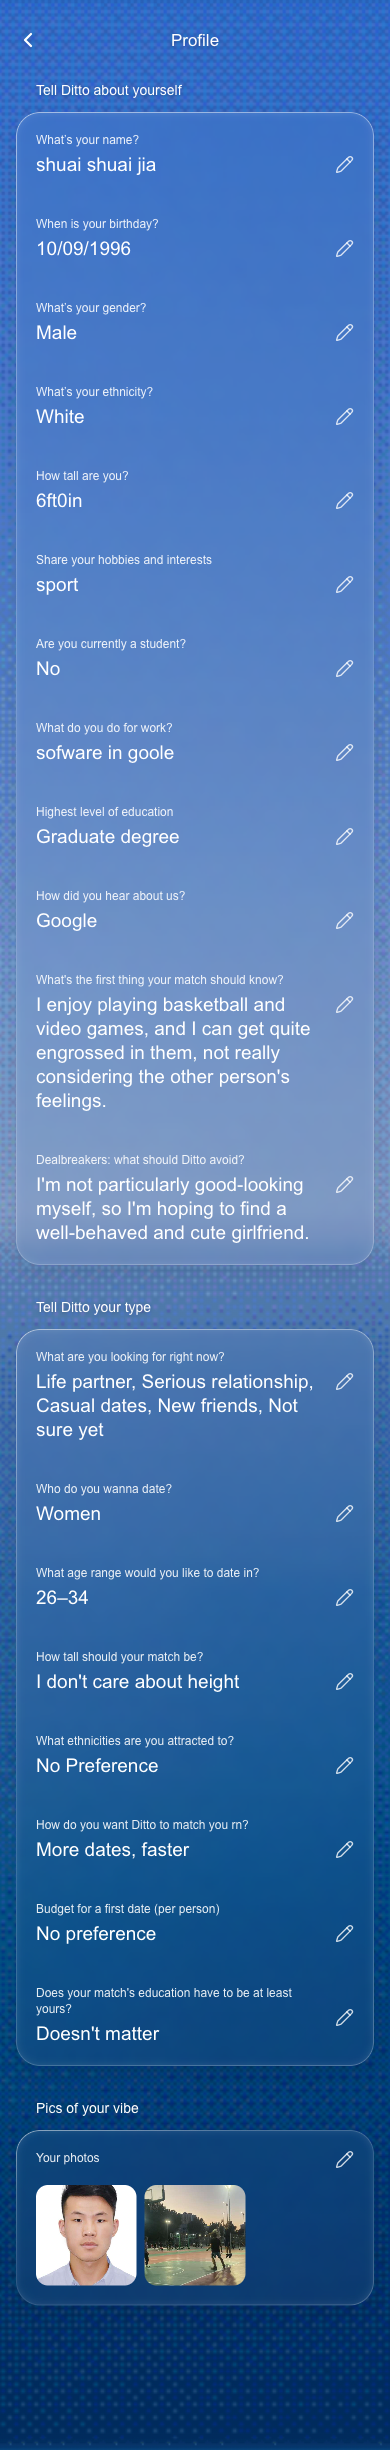 Profile
Tell Ditto about yourself
What's your name?
shuai shuai jia
When is your birthday?
10/09/1996
What's your gender?
Male
What's your ethnicity?
White
How tall are you?
6ft0in
Share your hobbies and interests
sport
Are you currently a student?
No
What do you do for work?
sofware in goole
Highest level of education
Graduate degree
How did you hear about us?
Google
What's the first thing your match should know?
I enjoy playing basketball and
video games, and I can get quite
engrossed in them, not really
considering the other person's
feelings.
Dealbreakers: what should Ditto avoid?
I'm not particularly good-looking
myself, so I'm hoping to find a
well-behaved and cute girlfriend.
Tell Ditto your type
What are you looking for right now?
Life partner, Serious relationship,
Casual dates, New friends, Not
sure yet
Who do you wanna date?
Women
What age range would you like to date in?
26–34
How tall should your match be?
I don't care about height
What ethnicities are you attracted to?
No Preference
How do you want Ditto to match you rn?
More dates, faster
Budget for a first date (per person)
No preference
Does your match's education have to be at least
yours?
Doesn't matter
Pics of your vibe
Your photos